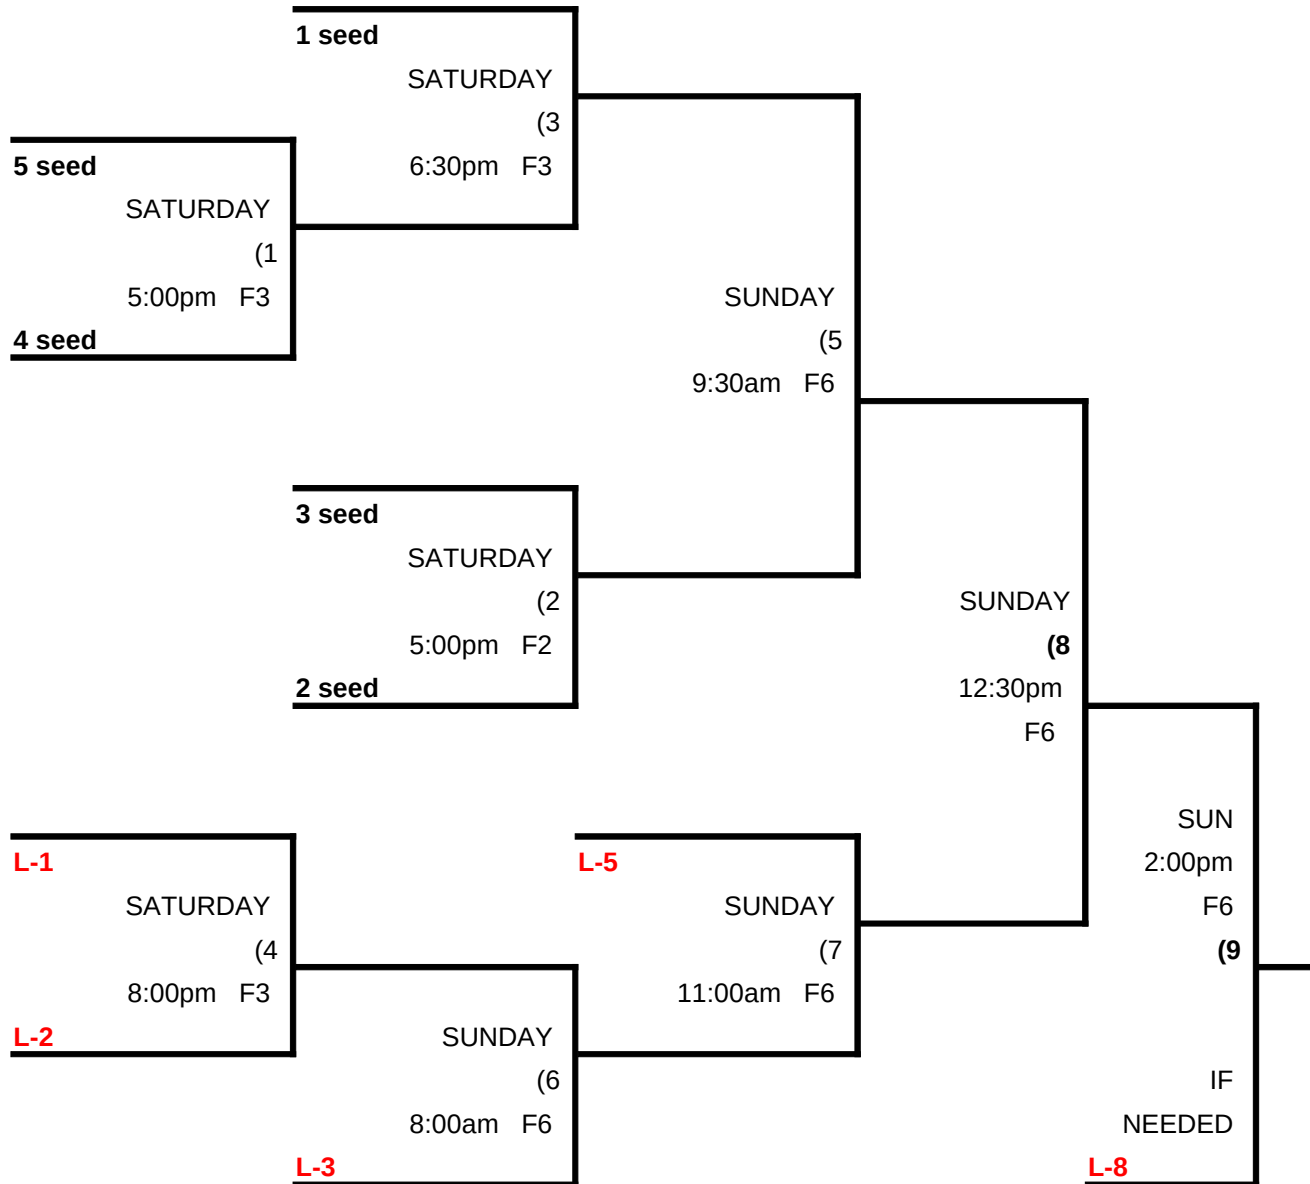 1 seed
SATURDAY
(3
6:30pm F3
5 seed
SATURDAY
(1
5:00pm F3
4 seed
SUNDAY
(5
9:30am F6
3 seed
SATURDAY
(2
5:00pm F2
2 seed
SUNDAY
(8
12:30pm
F6
L-1
SATURDAY
(4
8:00pm F3
L-2
L-5
SUNDAY
(7
11:00am F6
SUNDAY
(6
8:00am F6
L-3
SUN
2:00pm
F6
(9
IF
NEEDED
L-8